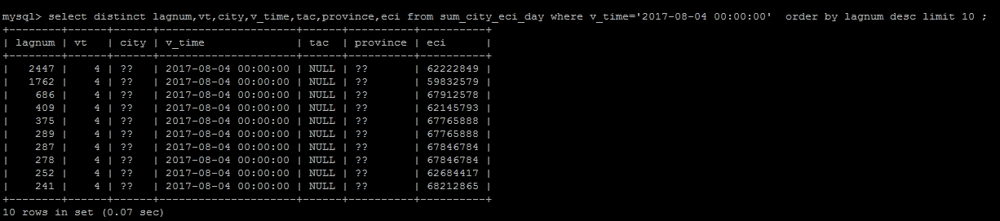 mysql> select distinct lagnum,vt,city,v_time,tac,province,eci from sum_city_eci_day where v_time='2017-08-04 00:00:00'  order by lagnum desc limit 10 ;
+--------+------+------+---------------------+------+----------+----------+
| lagnum | vt   | city | v_time              | tac  | province | eci      |
+--------+------+------+---------------------+------+----------+----------+
|   2447 |    4 | ??   | 2017-08-04 00:00:00 | NULL | ??       | 62222849 |
|   1762 |    4 | ??   | 2017-08-04 00:00:00 | NULL | ??       | 59832579 |
|    686 |    4 | ??   | 2017-08-04 00:00:00 | NULL | ??       | 67912578 |
|    409 |    4 | ??   | 2017-08-04 00:00:00 | NULL | ??       | 62145793 |
|    375 |    4 | ??   | 2017-08-04 00:00:00 | NULL | ??       | 67765888 |
|    289 |    4 | ??   | 2017-08-04 00:00:00 | NULL | ??       | 67765888 |
|    287 |    4 | ??   | 2017-08-04 00:00:00 | NULL | ??       | 67846784 |
|    278 |    4 | ??   | 2017-08-04 00:00:00 | NULL | ??       | 67846784 |
|    252 |    4 | ??   | 2017-08-04 00:00:00 | NULL | ??       | 62684417 |
|    241 |    4 | ??   | 2017-08-04 00:00:00 | NULL | ??       | 68212865 |
+--------+------+------+---------------------+------+----------+----------+
10 rows in set (0.07 sec)